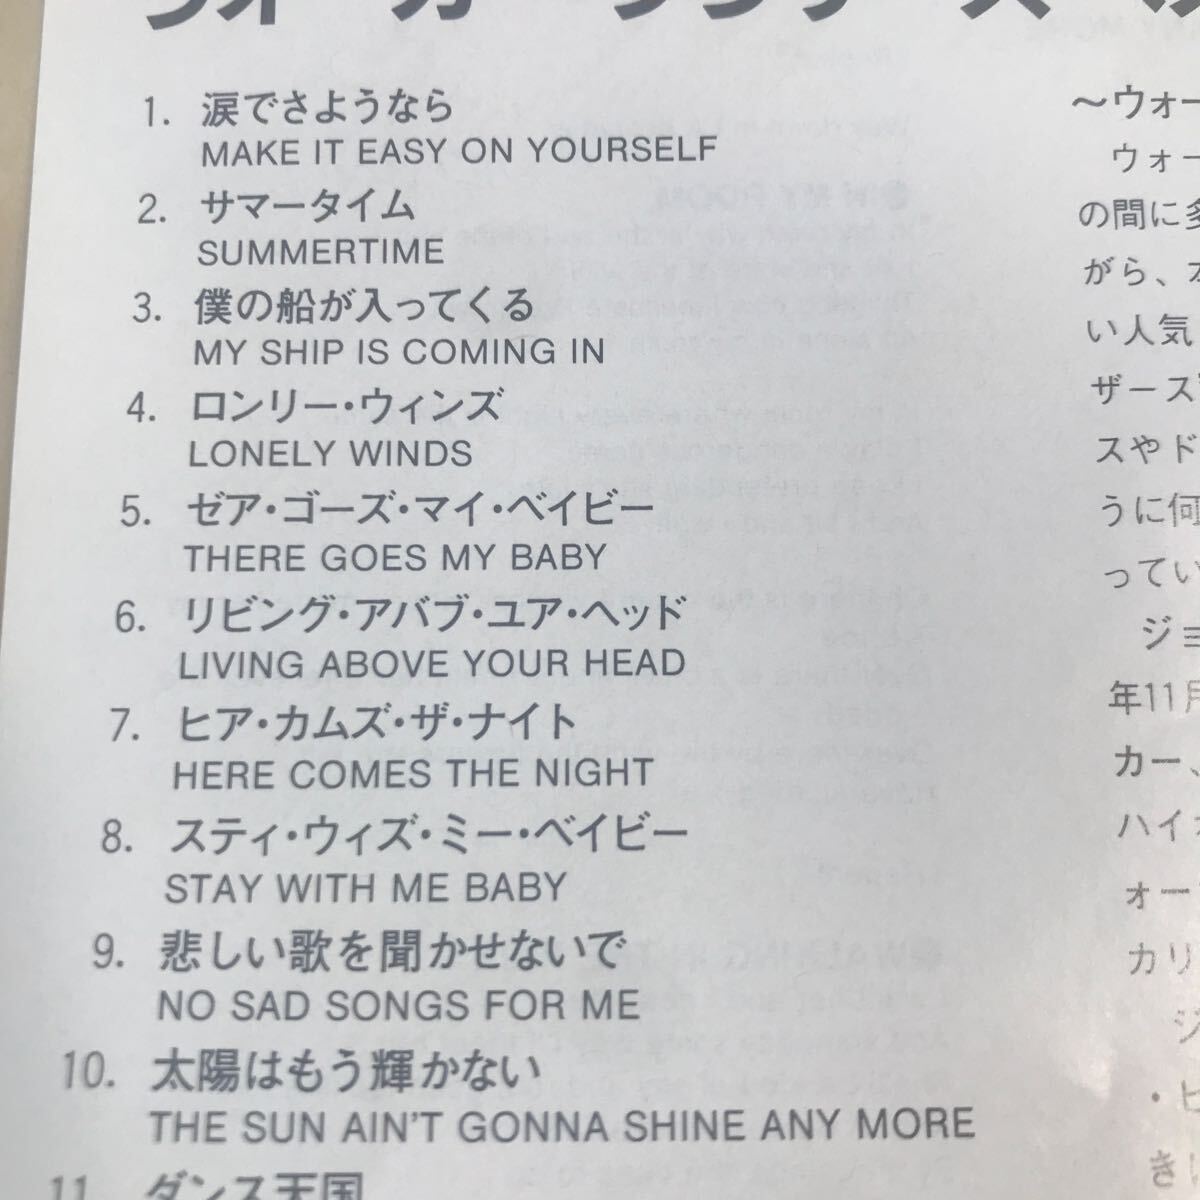 1. 涙でさようなら
MAKE IT EASY ON YOURSELF
2. サマータイム
SUMMERTIME
3. 僕の船が入ってくる
MY SHIP IS COMING IN
4. ロンリー・ウィンズ
LONELY WINDS
5. ゼア・ゴーズ・マイ・ベイビー
THERE GOES MY BABY
6. リビング・アバブ・ユア・ヘッド
LIVING ABOVE YOUR HEAD
7. ヒア・カムズ・ザ・ナイト
HERE COMES THE NIGHT
8. スティ・ウィズ・ミー・ベイビー
STAY WITH ME BABY
9. 悲しい歌を聞かせないで
NO SAD SONGS FOR ME
10. 太陽はもう輝かない
THE SUN AIN'T GONNA SHINE ANY MORE
11. ダンス天国
〜ウォー
ウォー
の間に多
がら、
い人気
ザース
スやド
うに何
ってい
ジョ
年11月
カー、
ハイ
ォー
カリ
ジ
・ヒ
き